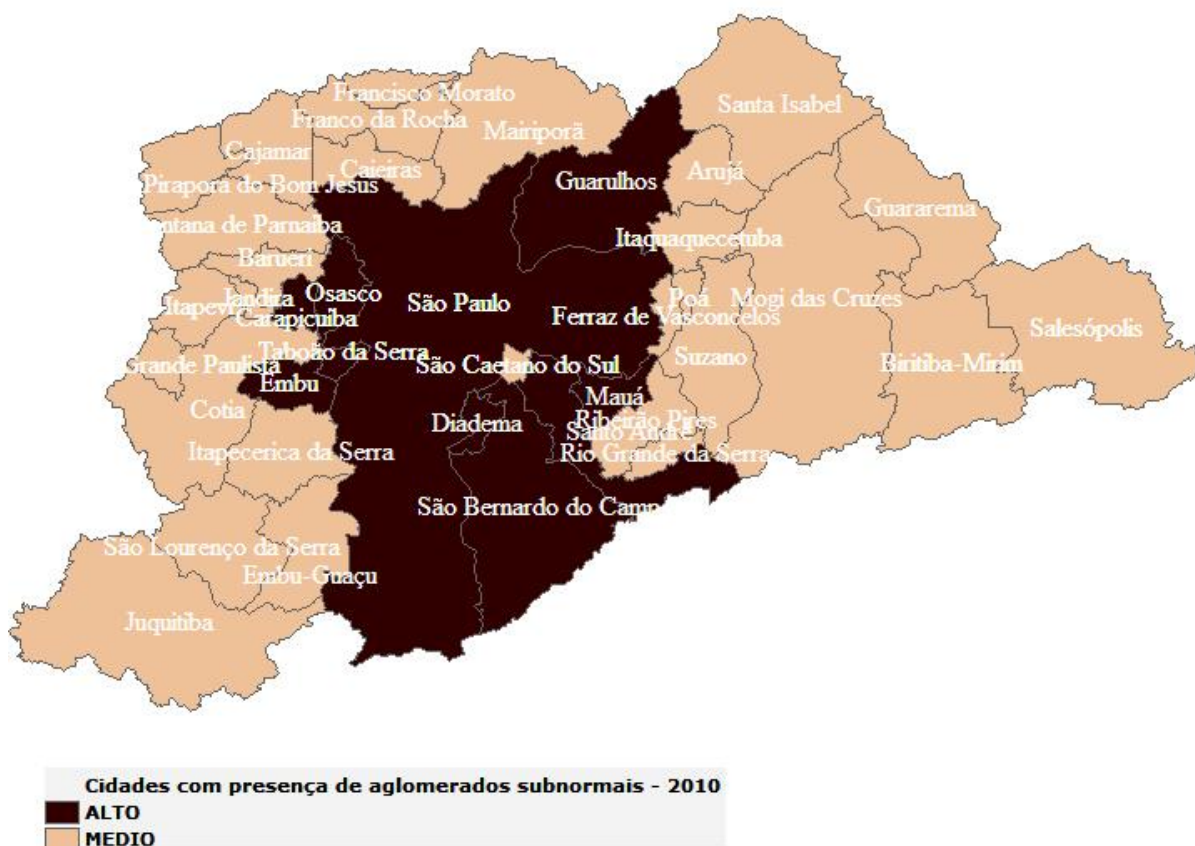 Francisco Morato
Santa Isabel
Franco da Rocha
Mairiporã
Cajamar
Caieiras
Arujá
Guarulhos
Pirapora do Bom Jesus
Guararema
antana de Parnaíba
Itaquaquecetuba
Barueri
Jandira
Osasco
Itapevi
São Paulo
Poá
Mogi das Cruzes
Carapicuíba
Ferraz de Vasconcelos
Salesópolis
Taboão da Serra
Suzano
Grande Paulista
São Caetano do Sul
Biritiba-Mirim
Embu
Mauá
Cotia
Diadema
Ribeirão Pires
Santo André
Itapecerica da Serra
Rio Grande da Serra
São Bernardo do Camp
São Lourenço da Serra
Embu-Guaçu
Juquitiba
Cidades com presença de aglomerados subnormais - 2010
ALTO
MEDIO